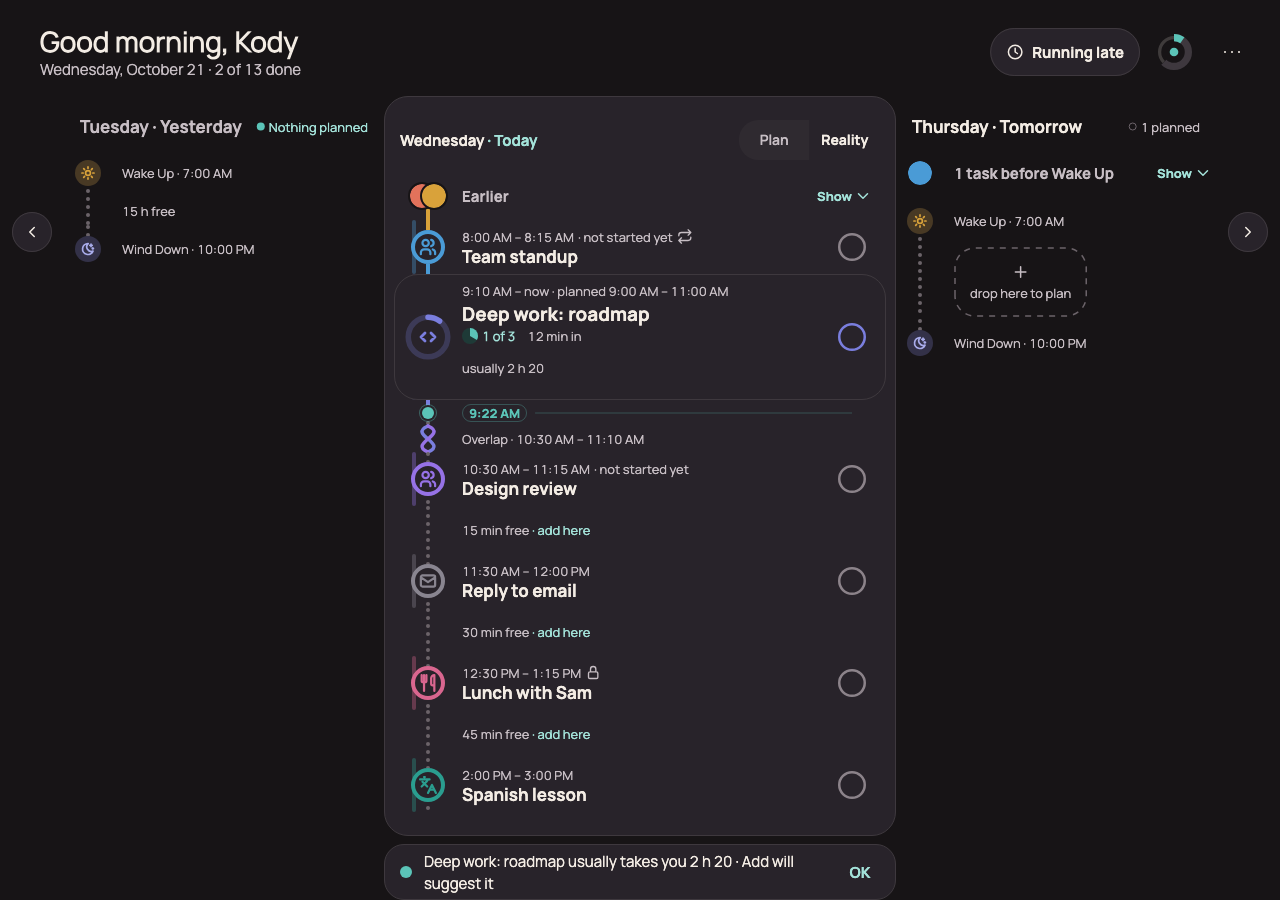 Good morning, Kody
Wednesday, October 21 · 2 of 13 done
Running late
Tuesday · Yesterday
Nothing planned
Wake Up · 7:00 AM
15 h free
Wind Down · 10:00 PM
Wednesday · Today
Plan
Reality
Earlier
Show
8:00 AM – 8:15 AM · not started yet
Team standup
9:10 AM – now · planned 9:00 AM – 11:00 AM
Deep work: roadmap
1 of 3 12 min in
usually 2 h 20
9:22 AM
Overlap · 10:30 AM – 11:10 AM
10:30 AM – 11:15 AM · not started yet
Design review
15 min free · add here
11:30 AM – 12:00 PM
Reply to email
30 min free · add here
12:30 PM – 1:15 PM
Lunch with Sam
45 min free · add here
2:00 PM – 3:00 PM
Spanish lesson
Deep work: roadmap usually takes you 2 h 20 · Add will
suggest it
OK
Thursday · Tomorrow
1 planned
1 task before Wake Up
Show
Wake Up · 7:00 AM
drop here to plan
Wind Down · 10:00 PM